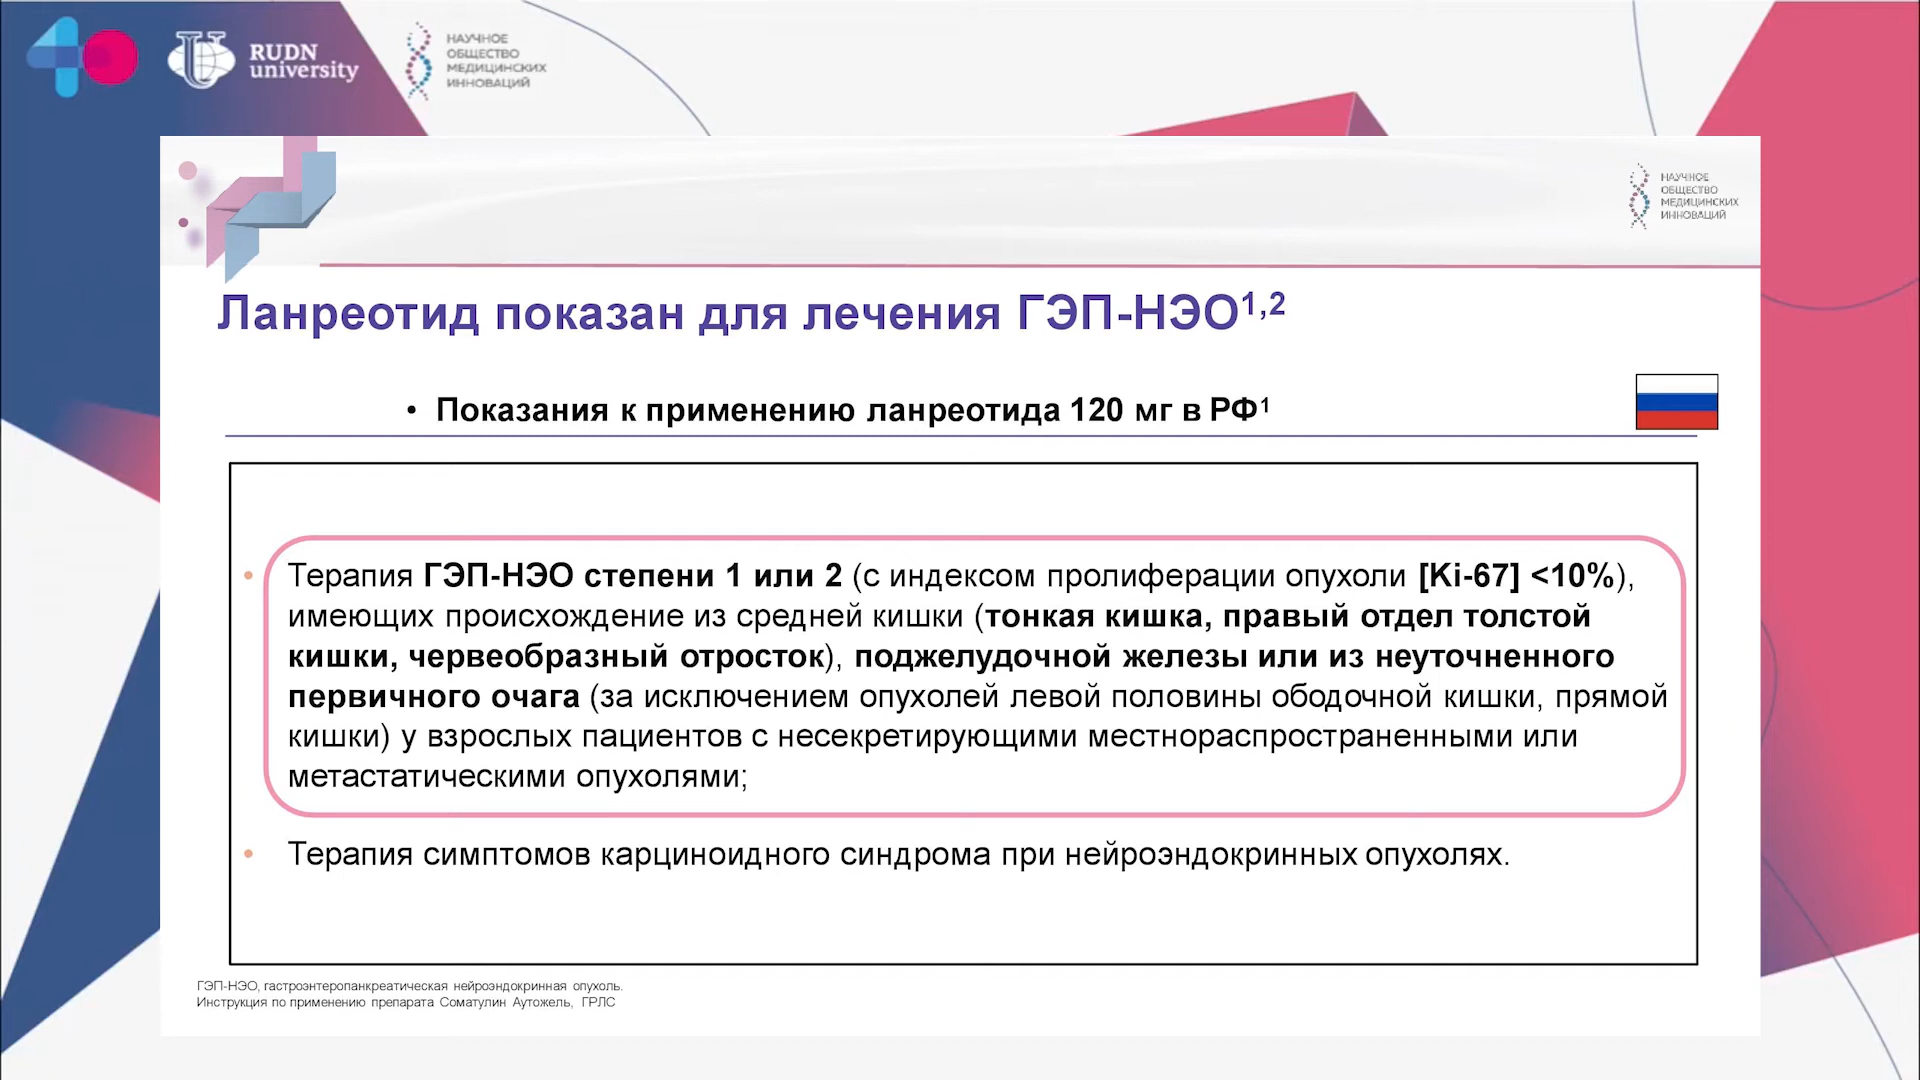 RUDN
university
НАУЧНОЕ
ОБЩЕСТВО
МЕДИЦИНСКИХ
ИННОВАЦИЙ
НАУЧНОЕ
ОБЩЕСТВО
МЕДИЦИНСКИХ
ИННОВАЦИЙ
Ланреотид показан для лечения ГЭП-НЭО1,2
• Показания к применению ланреотида 120 мг в РФ1
• Терапия ГЭП-НЭО степени 1 или 2 (с индексом пролиферации опухоли [Ki-67] <10%),
имеющих происхождение из средней кишки (тонкая кишка, правый отдел толстой
кишки, червеобразный отросток), поджелудочной железы или из неуточненного
первичного очага (за исключением опухолей левой половины ободочной кишки, прямой
кишки) у взрослых пациентов с несекретирующими местнораспространенными или
метастатическими опухолями;
• Терапия симптомов карциноидного синдрома при нейроэндокринных опухолях.
ГЭП-НЭО, гастроэнтеропанкреатическая нейроэндокринная опухоль.
Инструкция по применению препарата Соматулин Аутожель, ГРЛС